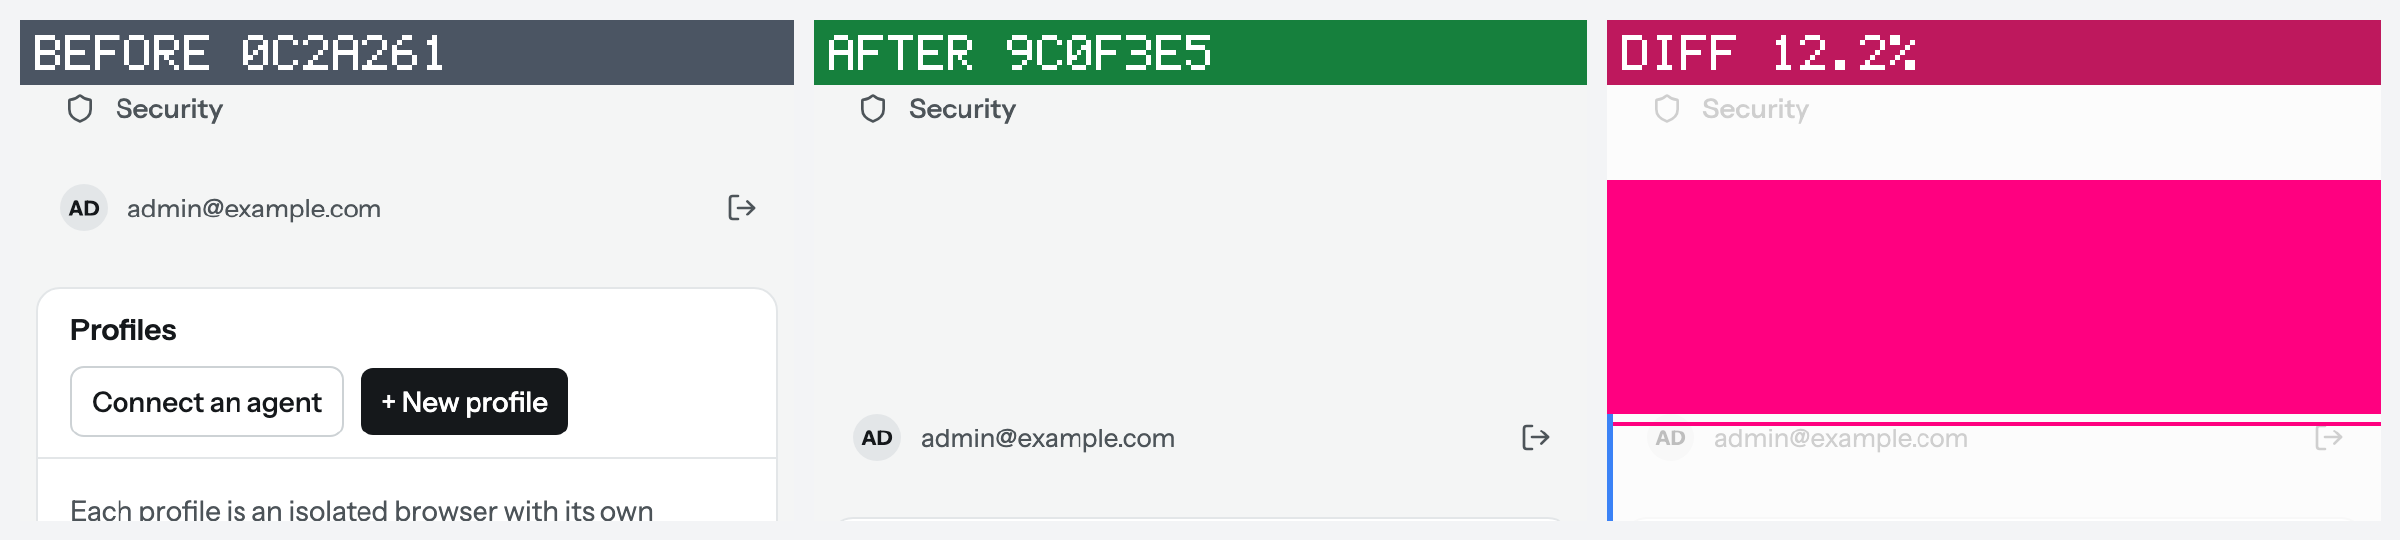 BEFORE 0C2A261
Security
AD admin@example.com
Profiles
Connect an agent + New profile
Each profile is an isolated browser with its own
AFTER 9C0F3E5
Security
AD admin@example.com
DIFF 12.2%
Security
AD admin@example.com